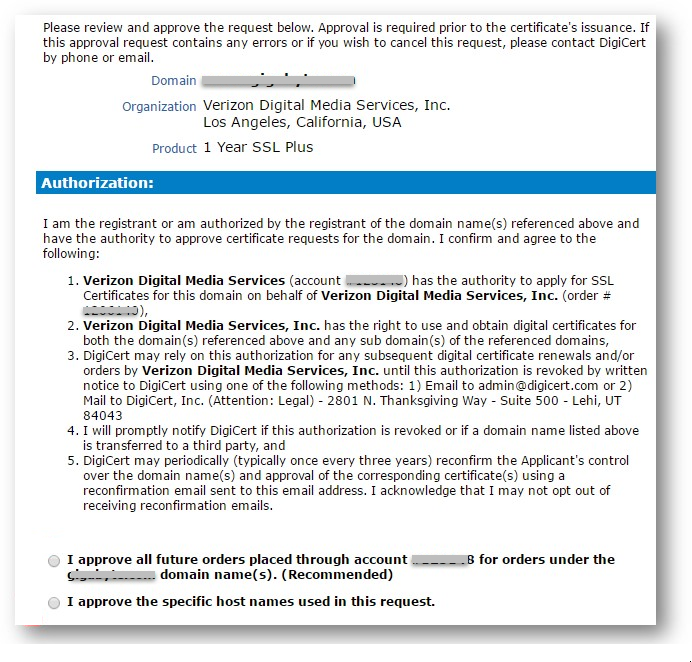 Please review and approve the request below. Approval is required prior to the certificate's issuance. If
this approval request contains any errors or if you wish to cancel this request, please contact DigiCert
by phone or email.
Domain
Organization Verizon Digital Media Services, Inc.
Los Angeles, California, USA
Product 1 Year SSL Plus
Authorization:
I am the registrant or am authorized by the registrant of the domain name(s) referenced above and
have the authority to approve certificate requests for the domain. I confirm and agree to the
following:
1. Verizon Digital Media Services (account ) has the authority to apply for SSL
Certificates for this domain on behalf of Verizon Digital Media Services, Inc. (order #
),
2. Verizon Digital Media Services, Inc. has the right to use and obtain digital certificates for
both the domain(s) referenced above and any sub domain(s) of the referenced domains,
3. DigiCert may rely on this authorization for any subsequent digital certificate renewals and/or
orders by Verizon Digital Media Services, Inc. until this authorization is revoked by written
notice to DigiCert using one of the following methods: 1) Email to admin@digicert.com or 2)
Mail to DigiCert, Inc. (Attention: Legal) - 2801 N. Thanksgiving Way - Suite 500 - Lehi, UT
84043
4. I will promptly notify DigiCert if this authorization is revoked or if a domain name listed above
is transferred to a third party, and
5. DigiCert may periodically (typically once every three years) reconfirm the Applicant's control
over the domain name(s) and approval of the corresponding certificate(s) using a
reconfirmation email sent to this email address. I acknowledge that I may not opt out of
receiving reconfirmation emails.
I approve all future orders placed through account for orders under the
domain name(s). (Recommended)
I approve the specific host names used in this request.